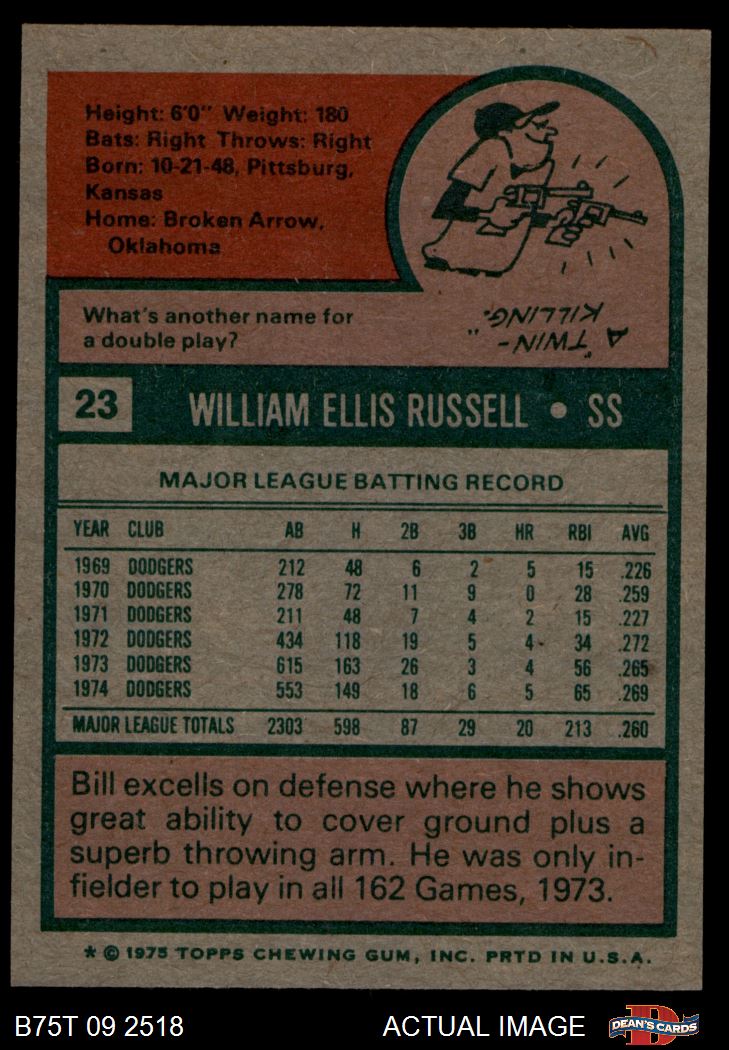 Height: 6'0" Weight: 180
Bats: Right Throws: Right
Born: 10-21-48, Pittsburg,
Kansas
Home: Broken Arrow,
Oklahoma
What's another name for
a double play?
A "TWIN-
KILLING."
23 WILLIAM ELLIS RUSSELL • SS
MAJOR LEAGUE BATTING RECORD
YEAR CLUB AB H 2B 3B HR RBI AVG
1969 DODGERS 212 48 6 2 5 15 .226
1970 DODGERS 278 72 11 9 0 28 .259
1971 DODGERS 211 48 7 4 2 15 .227
1972 DODGERS 434 118 19 5 4 34 .272
1973 DODGERS 615 163 26 3 4 56 .265
1974 DODGERS 553 149 18 6 5 65 .269
MAJOR LEAGUE TOTALS 2303 598 87 29 20 213 .260
Bill excells on defense where he shows
great ability to cover ground plus a
superb throwing arm. He was only in-
fielder to play in all 162 Games, 1973.
* © 1975 TOPPS CHEWING GUM, INC. PRTD IN U.S.A.
B75T 09 2518 ACTUAL IMAGE DEAN'S CARDS